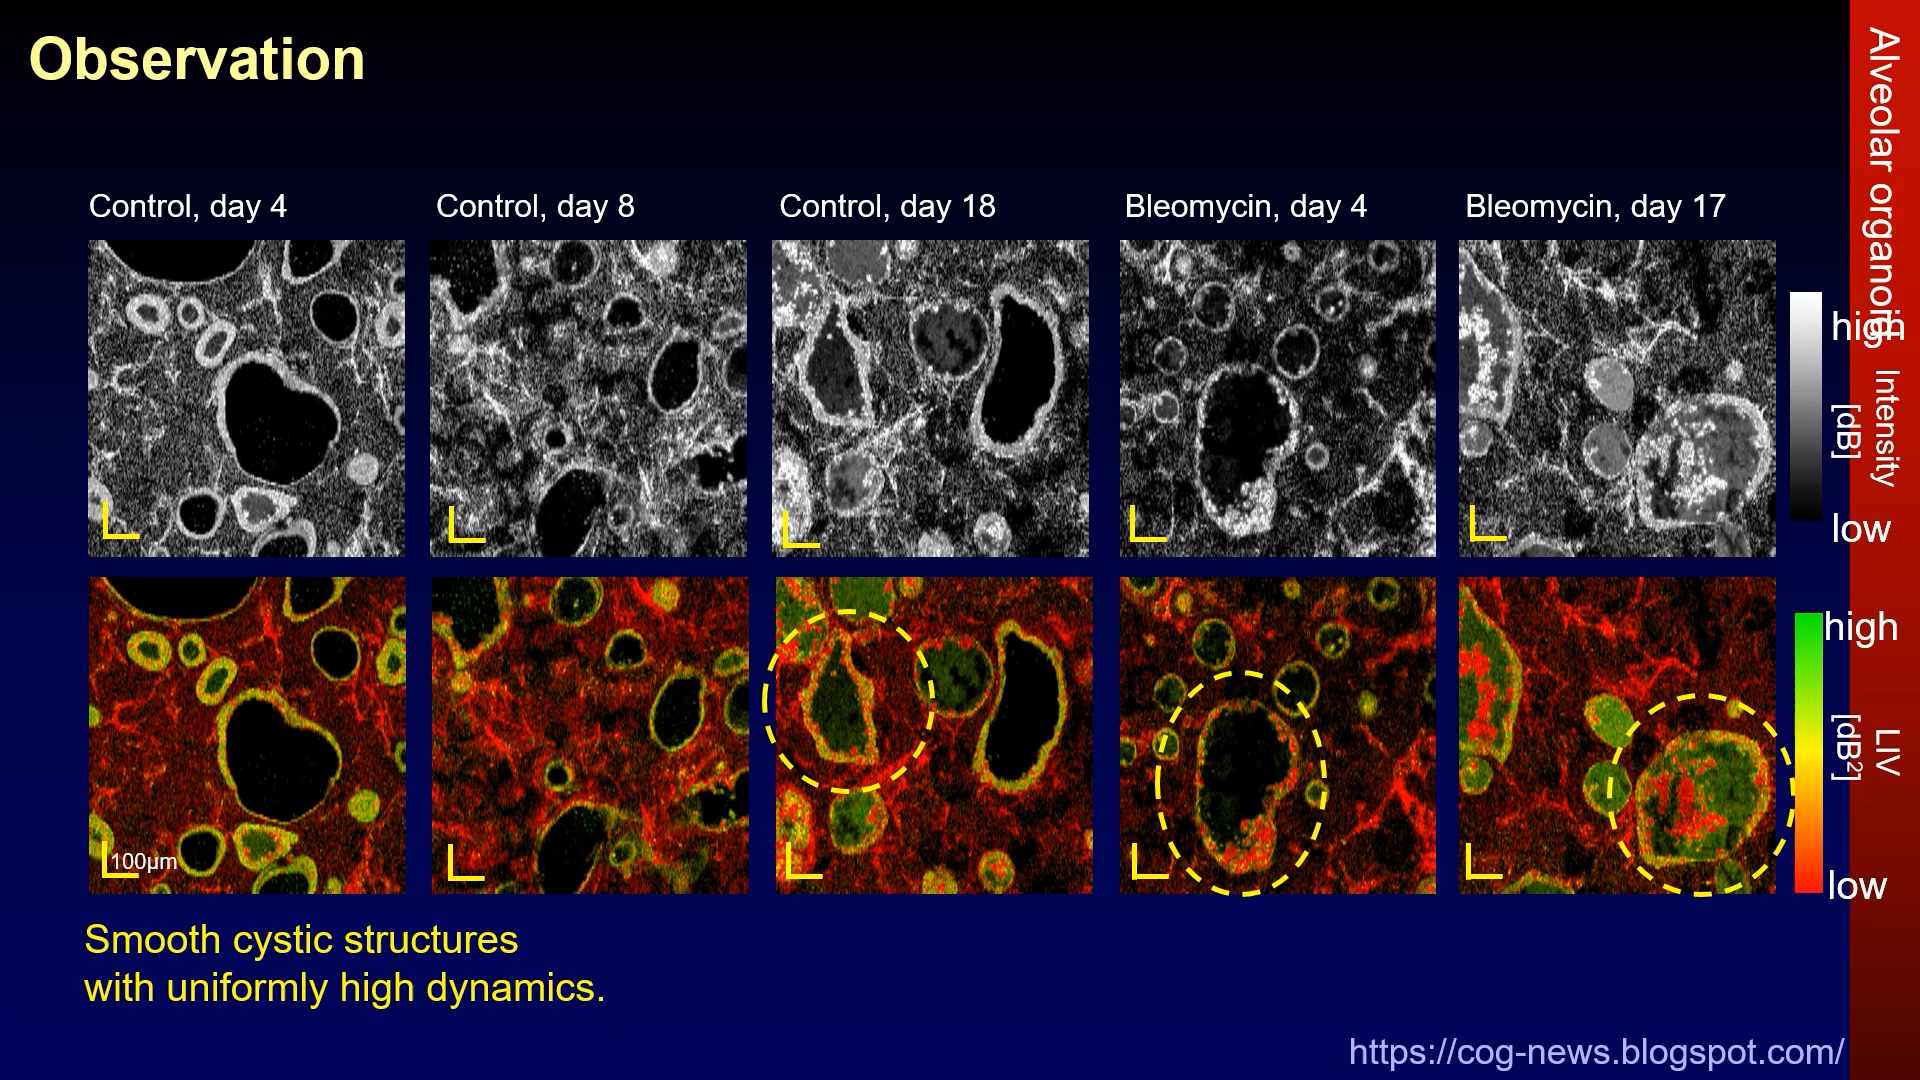 Observation
Alveolar organoid
Control, day 4
Control, day 8
Control, day 18
Bleomycin, day 4
Bleomycin, day 17
high
Intensity
[dB]
low
high
LIV
[dB²]
low
100μm
Smooth cystic structures
with uniformly high dynamics.
https://cog-news.blogspot.com/